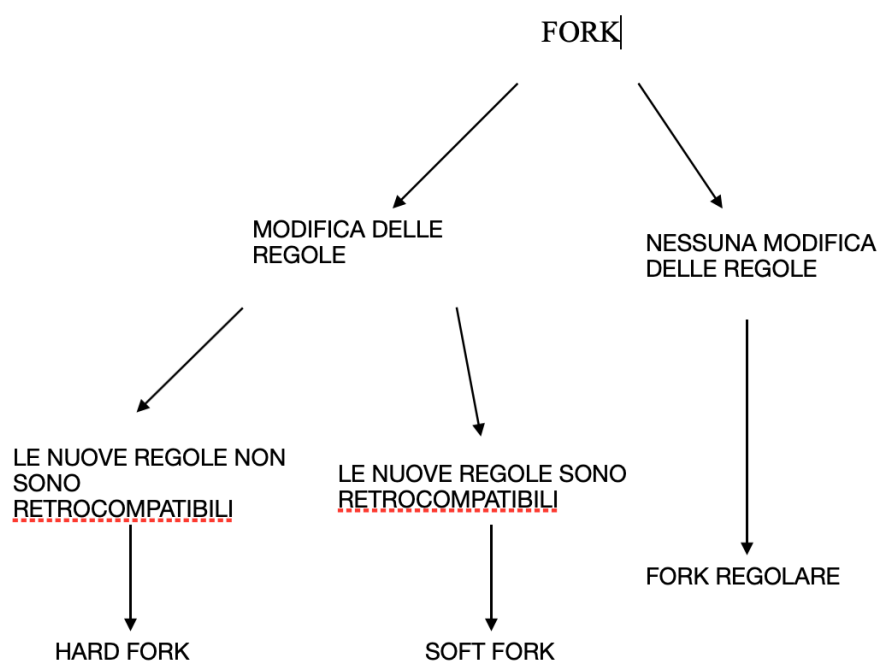 FORK
MODIFICA DELLE
REGOLE
NESSUNA MODIFICA
DELLE REGOLE
LE NUOVE REGOLE NON
SONO
RETROCOMPATIBILI
LE NUOVE REGOLE SONO
RETROCOMPATIBILI
FORK REGOLARE
HARD FORK
SOFT FORK